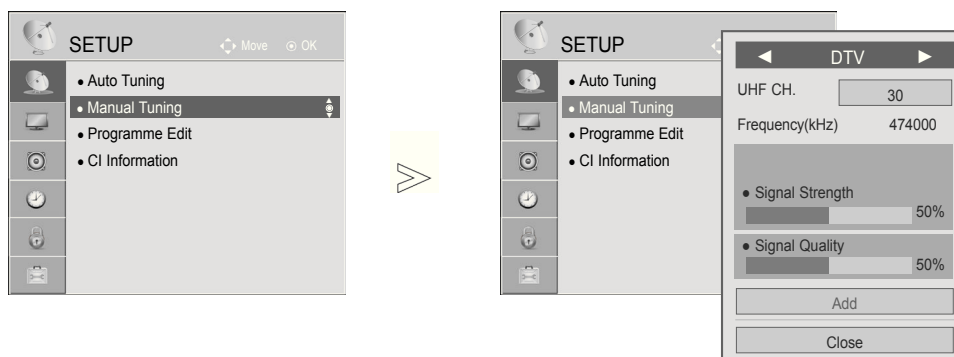 SETUP
Move OK
• Auto Tuning
• Manual Tuning
• Programme Edit
• CI Information
SETUP
• Auto Tuning
• Manual Tuning
• Programme Edit
• CI Information
◄ DTV ►
UHF CH. 30
Frequency(kHz) 474000
• Signal Strength
50%
• Signal Quality
50%
Add
Close